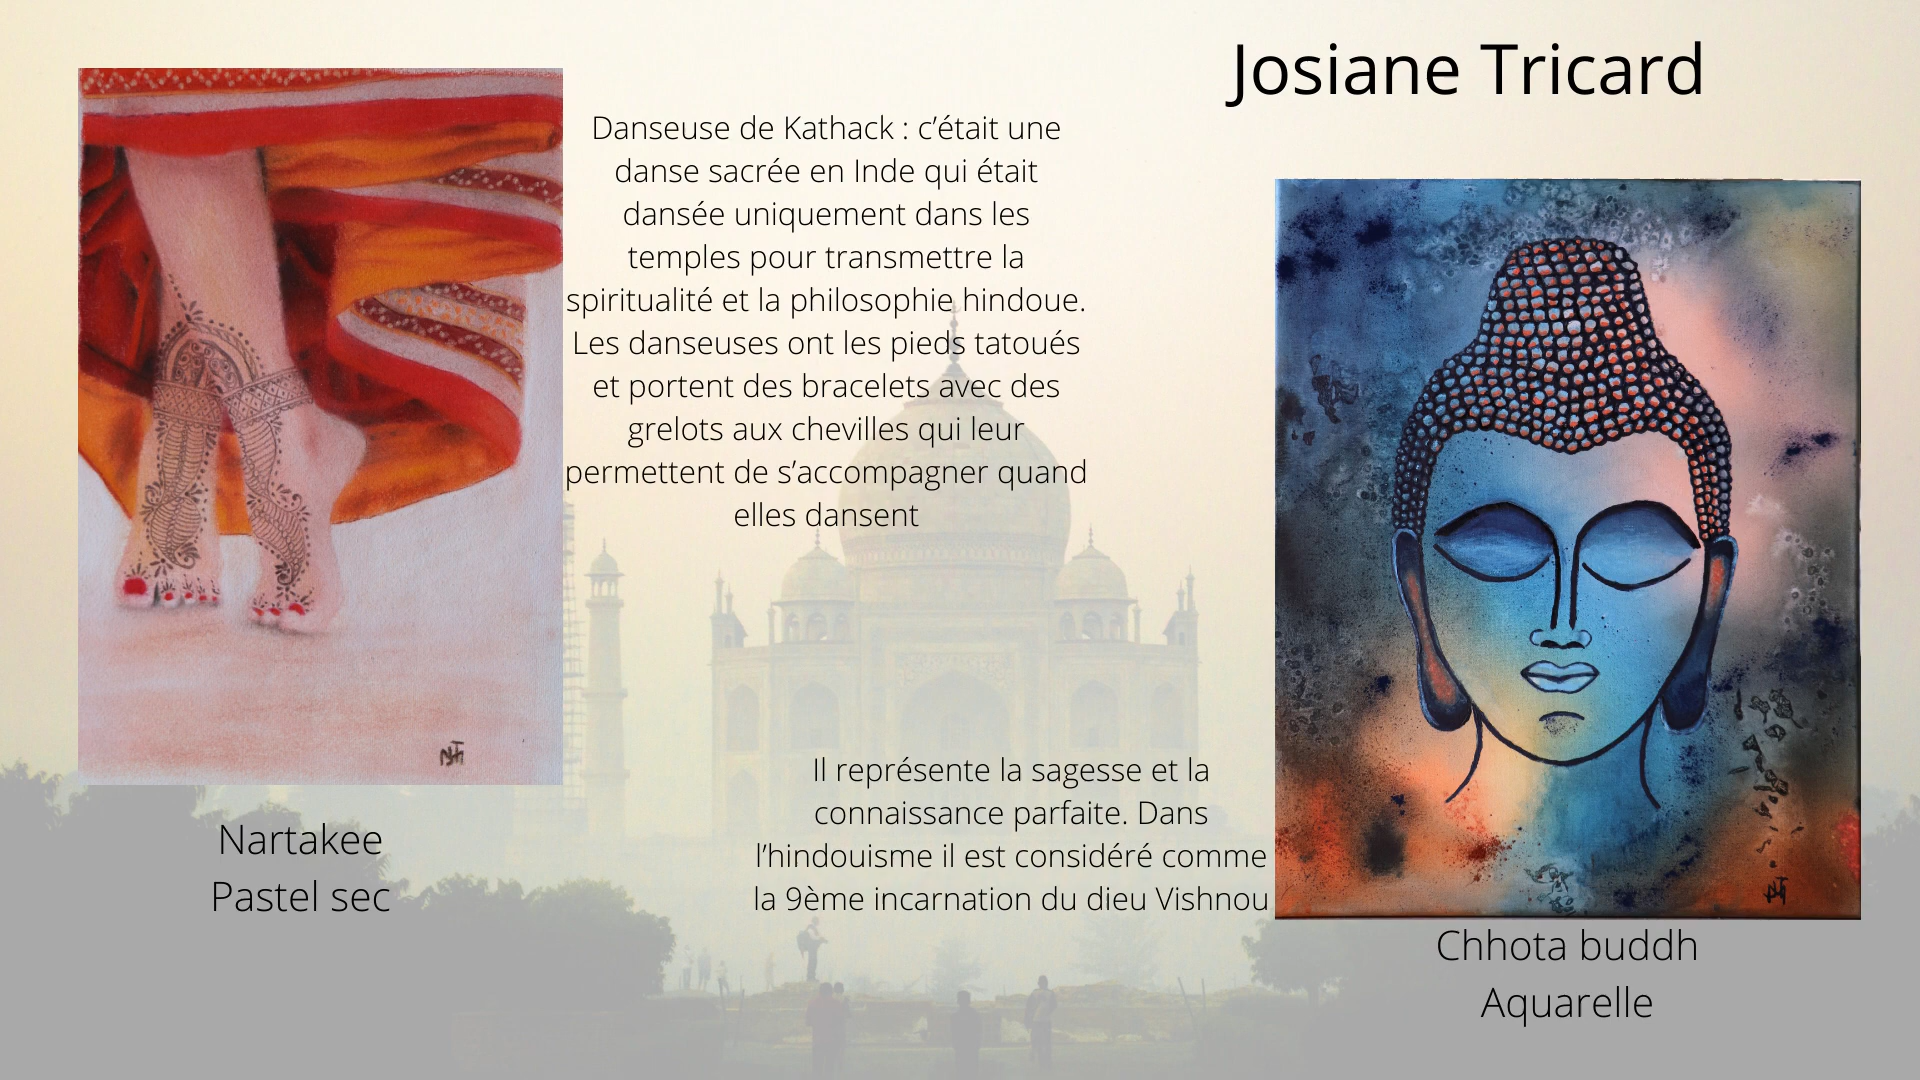 Josiane Tricard
Danseuse de Kathack : c’était une
danse sacrée en Inde qui était
dansée uniquement dans les
temples pour transmettre la
spiritualité et la philosophie hindoue.
Les danseuses ont les pieds tatoués
et portent des bracelets avec des
grelots aux chevilles qui leur
permettent de s’accompagner quand
elles dansent
Nartakee
Pastel sec
Il représente la sagesse et la
connaissance parfaite. Dans
l’hindouisme il est considéré comme
la 9ème incarnation du dieu Vishnou
Chhota buddh
Aquarelle